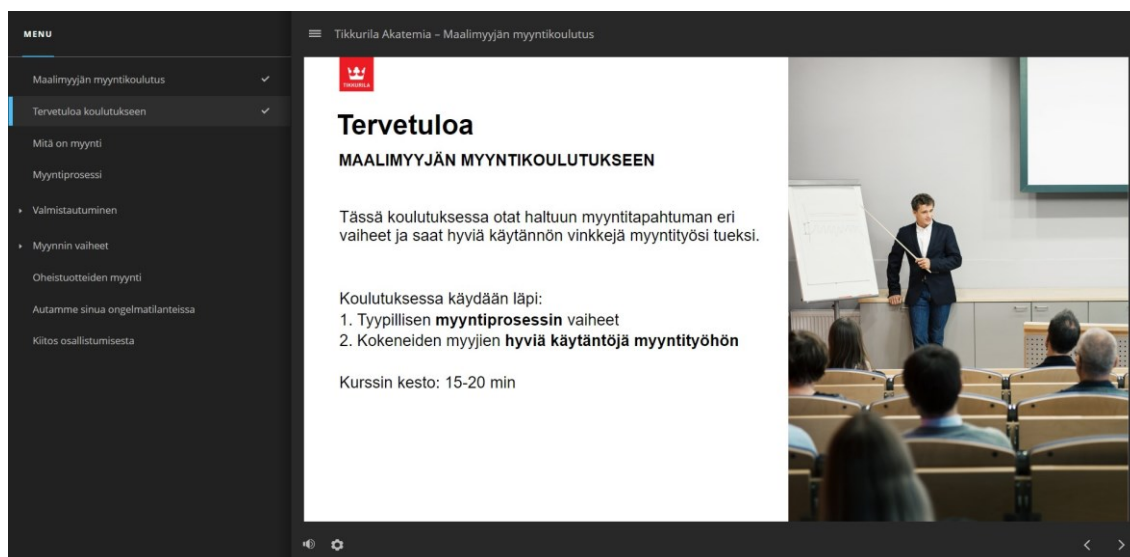 MENU
Maalimyyjän myyntikoulutus
Tervetuloa koulutukseen
Mitä on myynti
Myyntiprosessi
Valmistautuminen
Myynnin vaiheet
Oheistuotteiden myynti
Autamme sinua ongelmatilanteissa
Kiitos osallistumisesta
Tikkurila Akatemia – Maalimyyjän myyntikoulutus
TIKKURILA
Tervetuloa
MAALIMYYJÄN MYYNTIKOULUTUKSEEN
Tässä koulutuksessa otat haltuun myyntitapahtuman eri
vaiheet ja saat hyviä käytännön vinkkejä myyntityösi tueksi.
Koulutuksessa käydään läpi:
1. Tyypillisen myyntiprosessin vaiheet
2. Kokeneiden myyjien hyviä käytäntöjä myyntityöhön
Kurssin kesto: 15-20 min